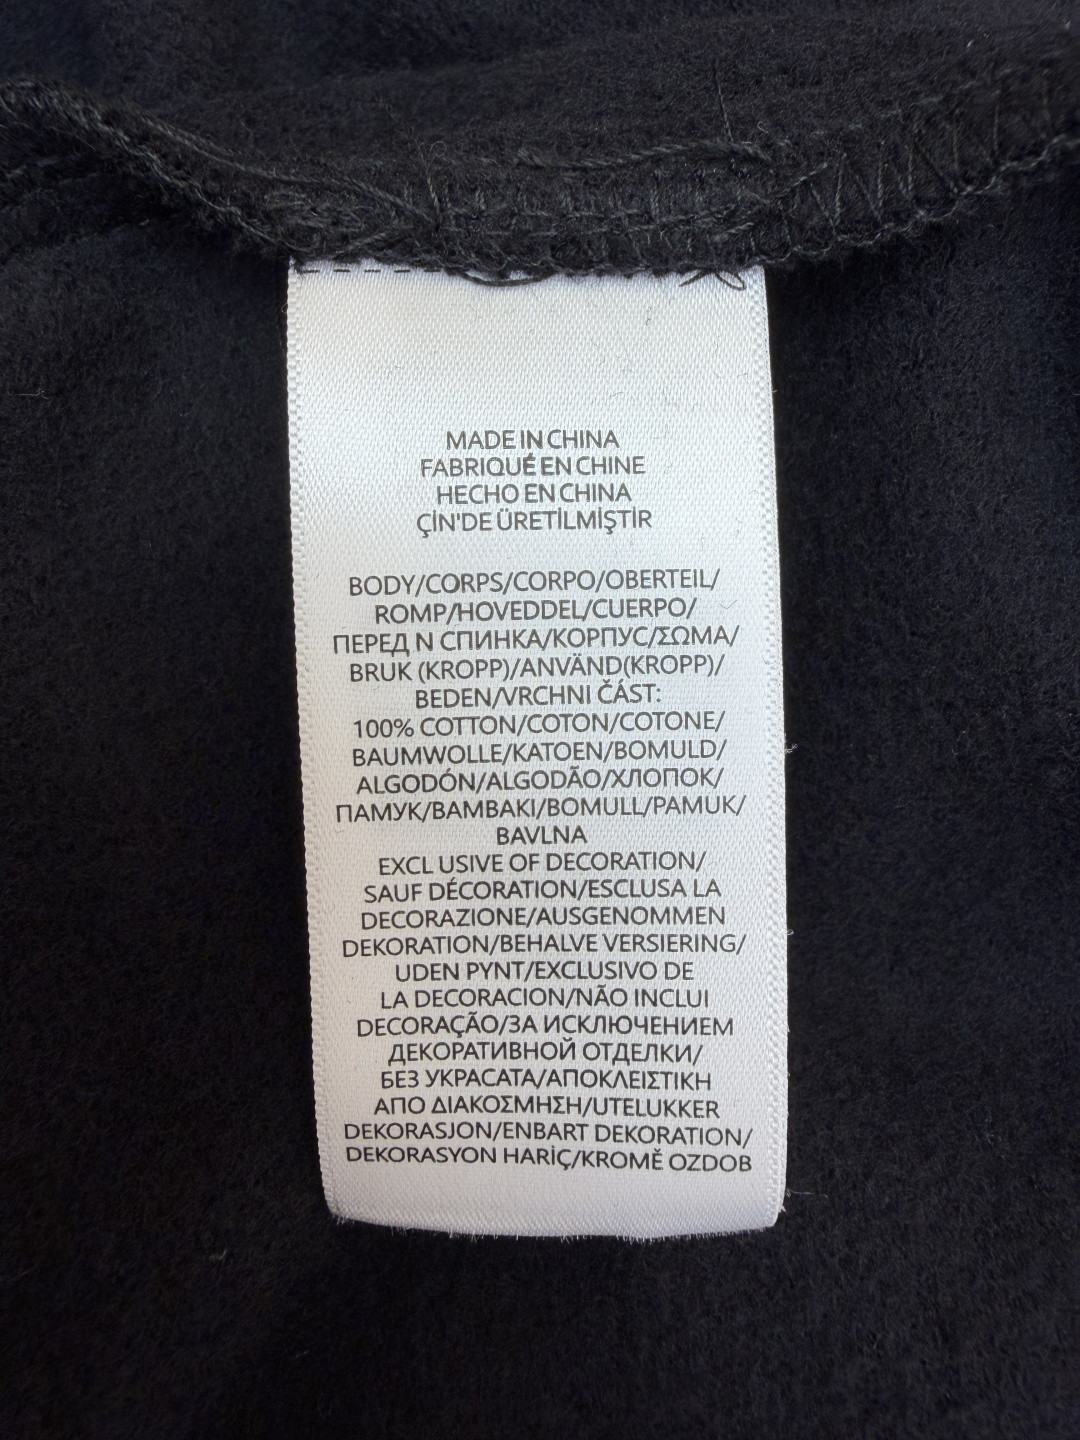 MADE IN CHINA
FABRIQUÉ EN CHINE
HECHO EN CHINA
ÇİN'DE ÜRETİLMİŞTİR
BODY/CORPS/CORPO/OBERTEIL/
ROMP/HOVEDDEL/CUERPO/
ПЕРЕД N СПИНКА/КОРПУС/ΣΩΜΑ/
BRUK (KROPP)/ANVÄND(KROPP)/
BEDEN/VRCHNI ČÁST:
100% COTTON/COTON/COTONE/
BAUMWOLLE/KATOEN/BOMULD/
ALGODÓN/ALGODÃO/ХЛОПОК/
ПАМУК/BAMBAKI/BOMULL/PAMUK/
BAVLNA
EXCL USIVE OF DECORATION/
SAUF DÉCORATION/ESCLUSA LA
DECORAZIONE/AUSGENOMMEN
DEKORATION/BEHALVE VERSIERING/
UDEN PYNT/EXCLUSIVO DE
LA DECORACION/NÃO INCLUI
DECORAÇÃO/ЗА ИСКЛЮЧЕНИЕМ
ДЕКОРАТИВНОЙ ОТДЕЛКИ/
БЕЗ УКРАСАТА/ΑΠΟΚΛΕΙΣΤΙΚΗ
ΑΠΟ ΔΙΑΚΟΣΜΗΣΗ/UTELUKKER
DEKORASJON/ENBART DEKORATION/
DEKORASYON HARİÇ/KROMĚ OZDOB